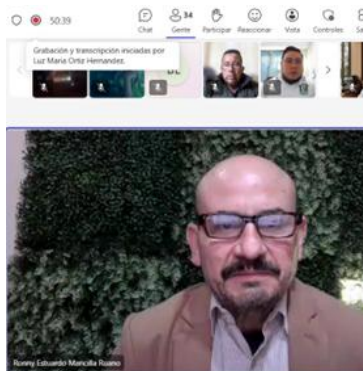 50:39
34
Chat Gente Participar Reaccionar Vista Controles
Grabación y transcripción iniciadas por
Luz Maria Ortiz Hernandez.
Ronny Estuardo Mancilla Ruano